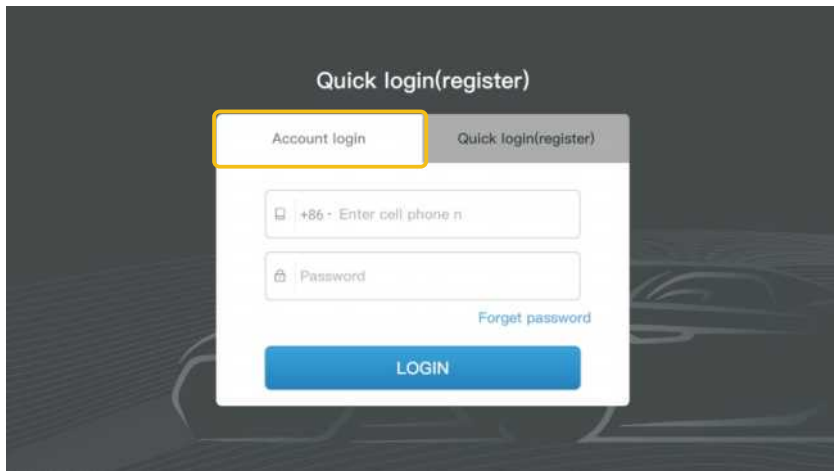 Quick login(register)
Account login Quick login(register)
+86 · Enter cell phone n
Password
Forget password
LOGIN